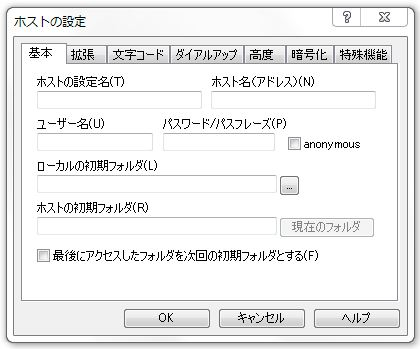 ホストの設定
基本 拡張 文字コード ダイアルアップ 高度 暗号化 特殊機能
ホストの設定名(T) ホスト名(アドレス)(N)
ユーザー名(U) パスワード/パスフレーズ(P)
anonymous
ローカルの初期フォルダ(L)
...
ホストの初期フォルダ(R)
現在のフォルダ
最後にアクセスしたフォルダを次回の初期フォルダとする(F)
OK キャンセル ヘルプ